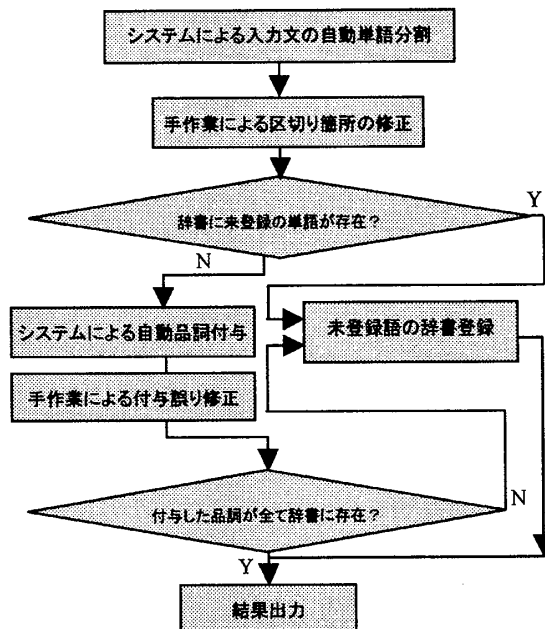 システムによる入力文の自動単語分割
手作業による区切り箇所の修正
辞書に未登録の単語が存在?
Y
N
システムによる自動品詞付与
未登録語の辞書登録
手作業による付与誤り修正
付与した品詞が全て辞書に存在?
N
Y
結果出力